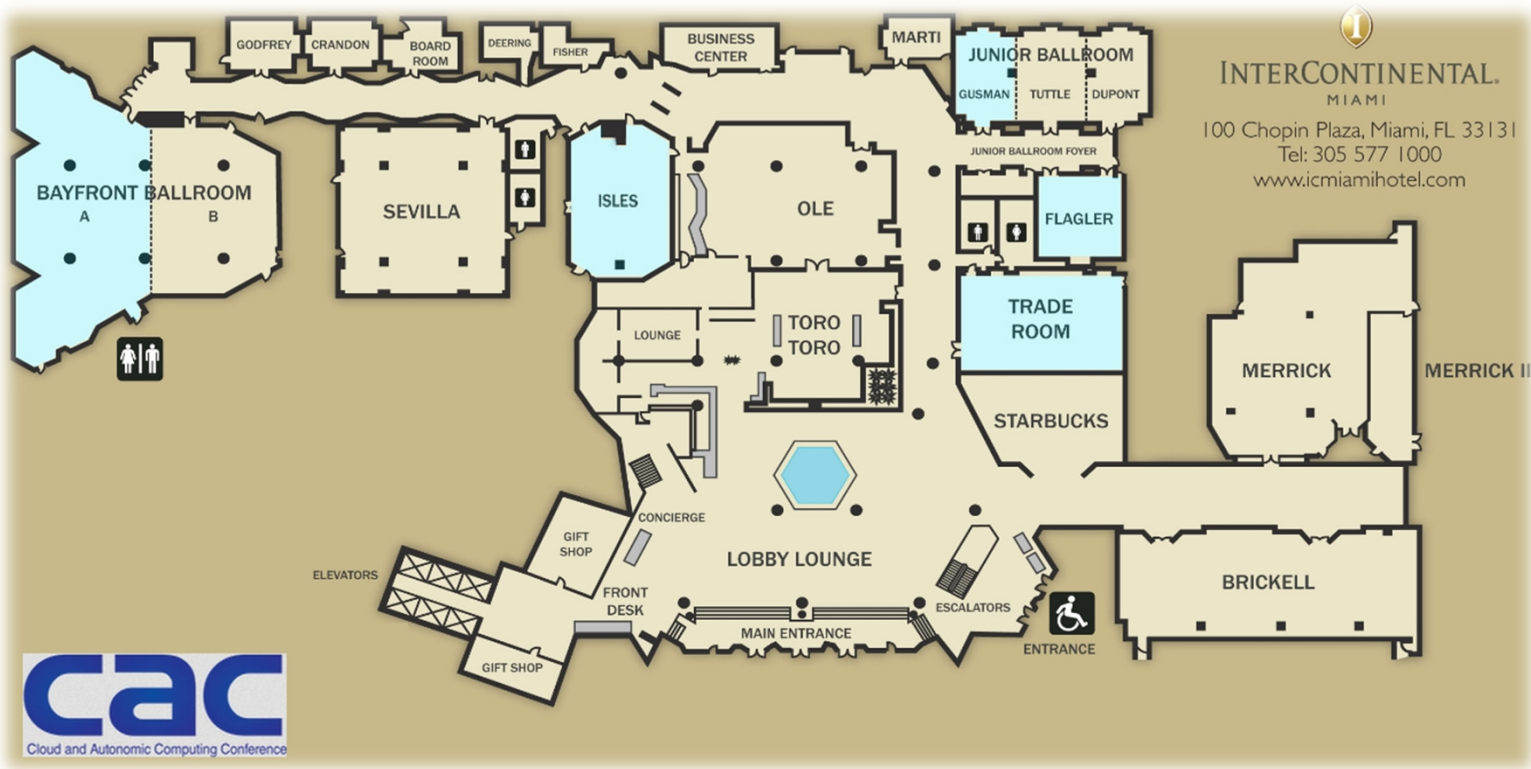 GODFREY
CRANDON
BOARD
ROOM
DEERING
FISHER
BUSINESS
CENTER
MARTI
JUNIOR BALLROOM
GUSMAN
TUTTLE
DUPONT
JUNIOR BALLROOM FOYER
I
INTERCONTINENTAL®
MIAMI
100 Chopin Plaza, Miami, FL 33131
Tel: 305 577 1000
www.icmiamihotel.com
BAYFRONT BALLROOM
A
B
SEVILLA
ISLES
OLE
FLAGLER
TRADE
ROOM
LOUNGE
TORO
TORO
MERRICK
MERRICK II
STARBUCKS
CONCIERGE
GIFT
SHOP
LOBBY LOUNGE
ELEVATORS
FRONT
DESK
ESCALATORS
BRICKELL
MAIN ENTRANCE
ENTRANCE
GIFT SHOP
cac
Cloud and Autonomic Computing Conference